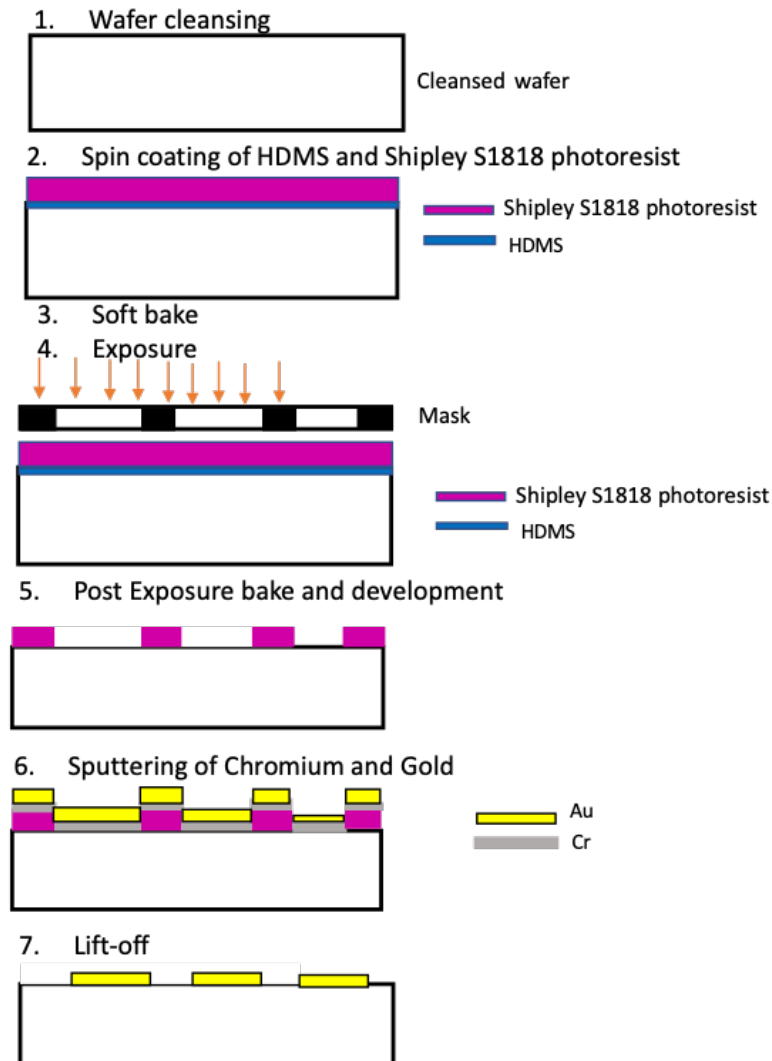 1. Wafer cleansing
Cleansed wafer
2. Spin coating of HDMS and Shipley S1818 photoresist
Shipley S1818 photoresist
HDMS
3. Soft bake
4. Exposure
Mask
Shipley S1818 photoresist
HDMS
5. Post Exposure bake and development
6. Sputtering of Chromium and Gold
Au
Cr
7. Lift-off